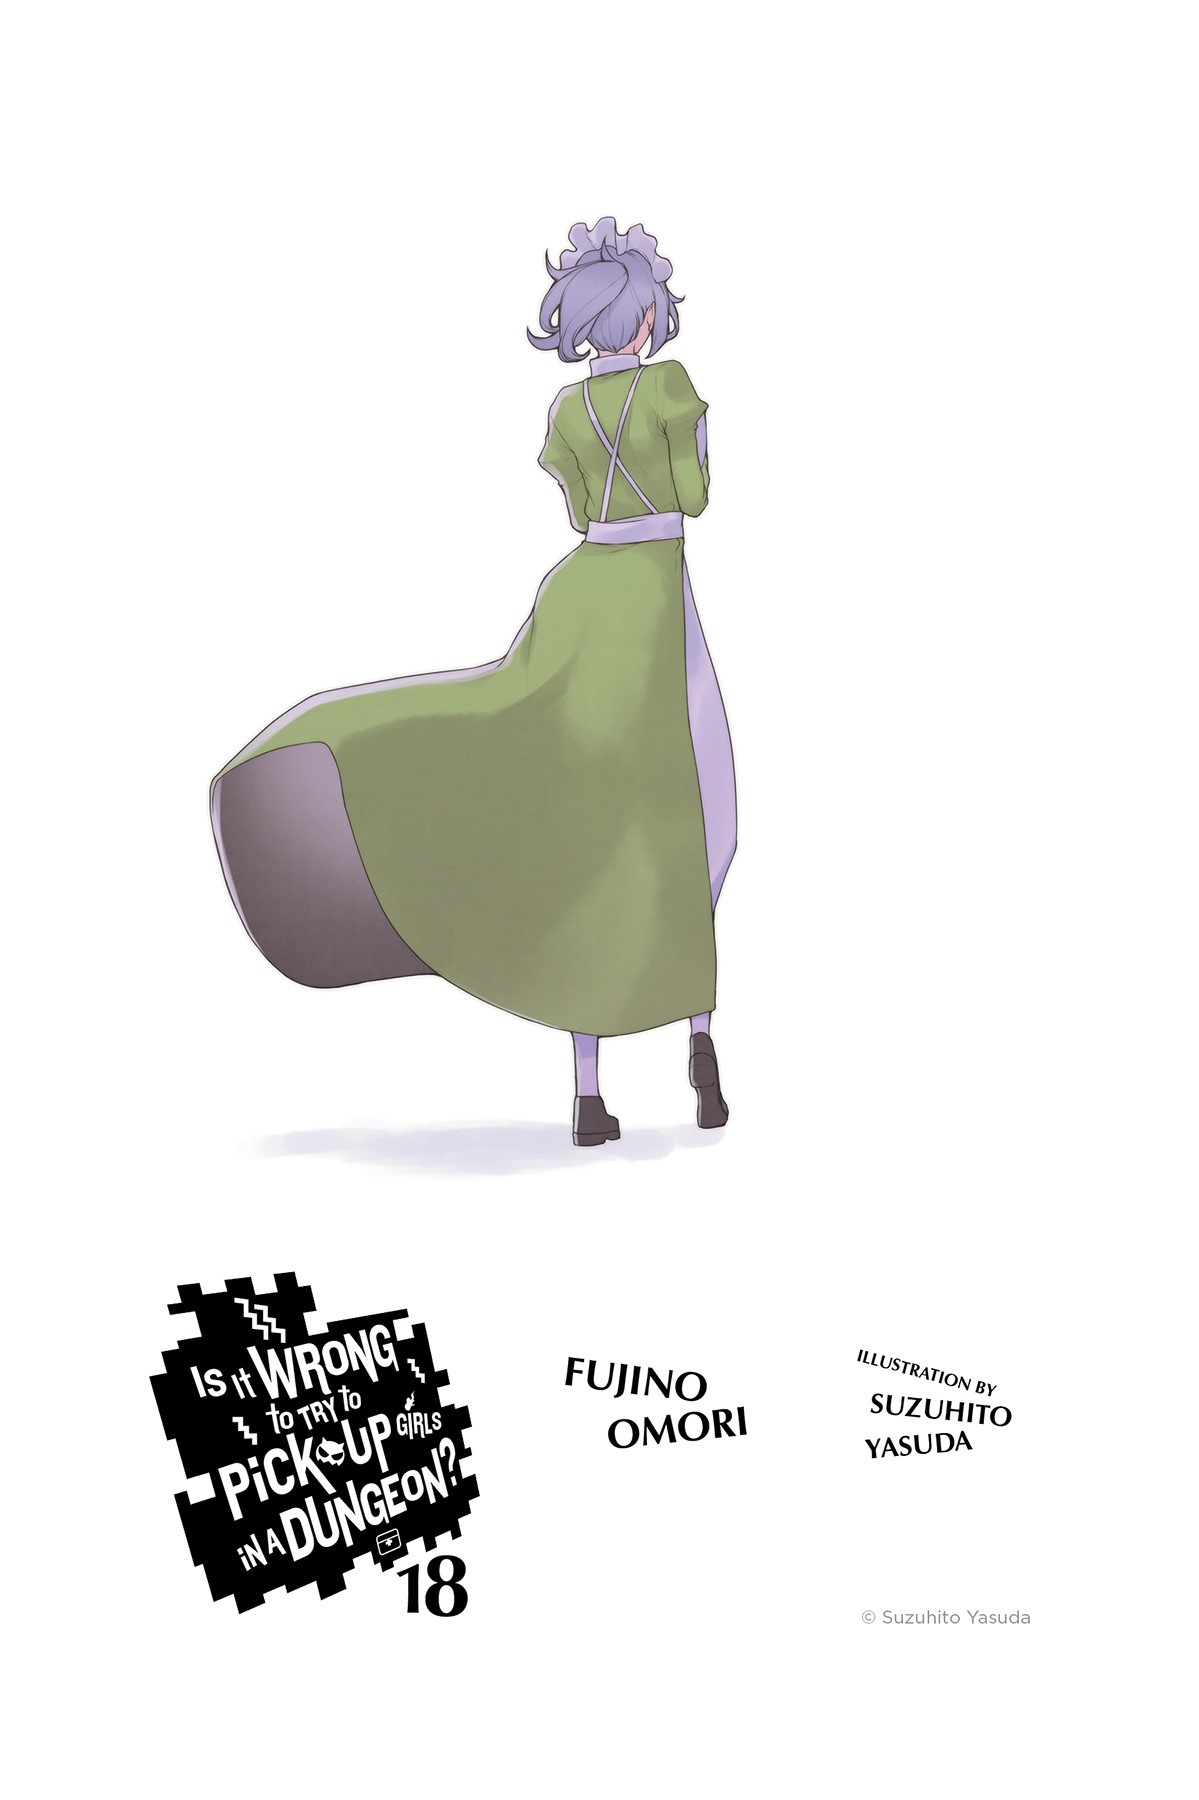 Is It WRONG
to TRY to
PiCK UP GIRLS
iN A DUNGEON?
18
FUJINO
OMORI
ILLUSTRATION BY
SUZUHITO
YASUDA
© Suzuhito Yasuda